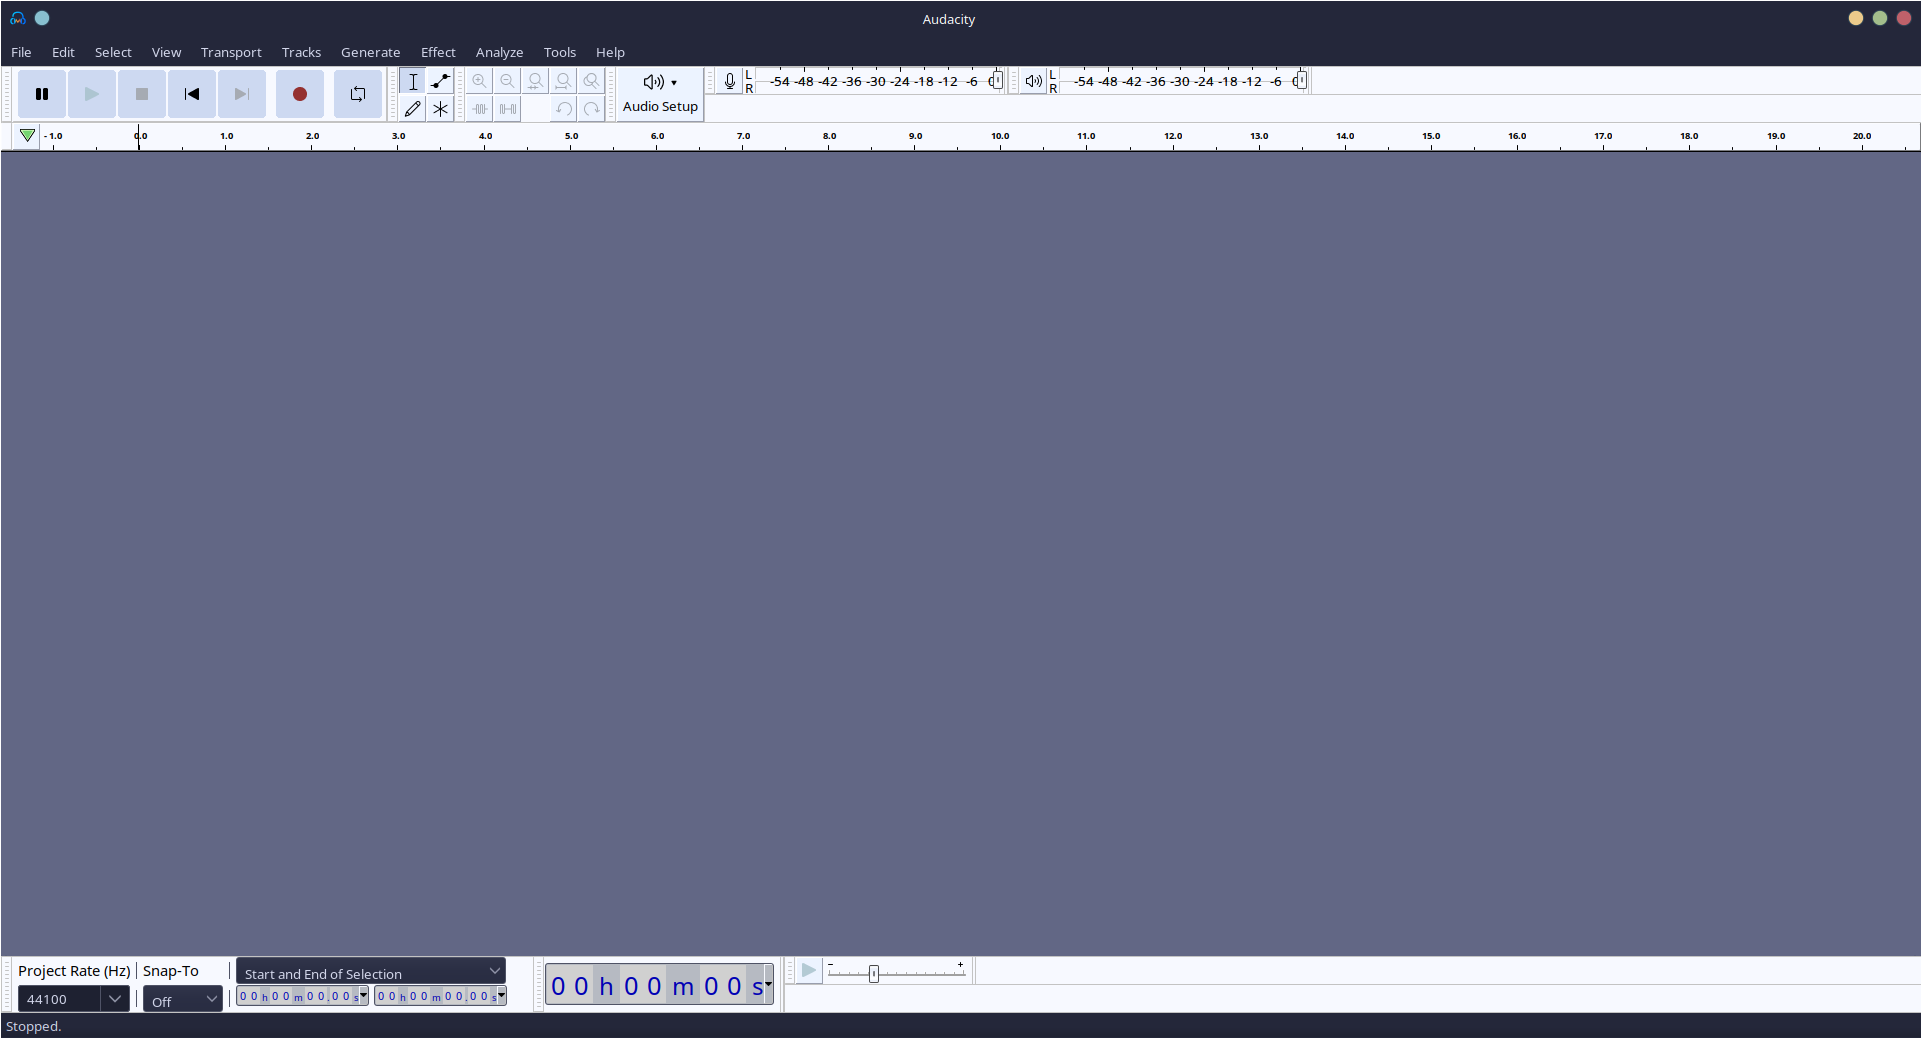 Audacity
File Edit Select View Transport Tracks Generate Effect Analyze Tools Help
L -54 -48 -42 -36 -30 -24 -18 -12 -6 L -54 -48 -42 -36 -30 -24 -18 -12 -6
R R
Audio Setup
-1.0 0.0 1.0 2.0 3.0 4.0 5.0 6.0 7.0 8.0 9.0 10.0 11.0 12.0 13.0 14.0 15.0 16.0 17.0 18.0 19.0 20.0
Project Rate (Hz) Snap-To Start and End of Selection
44100 Off 00h00m00.00s 00h00m00.00s 00h00m00s
Stopped.